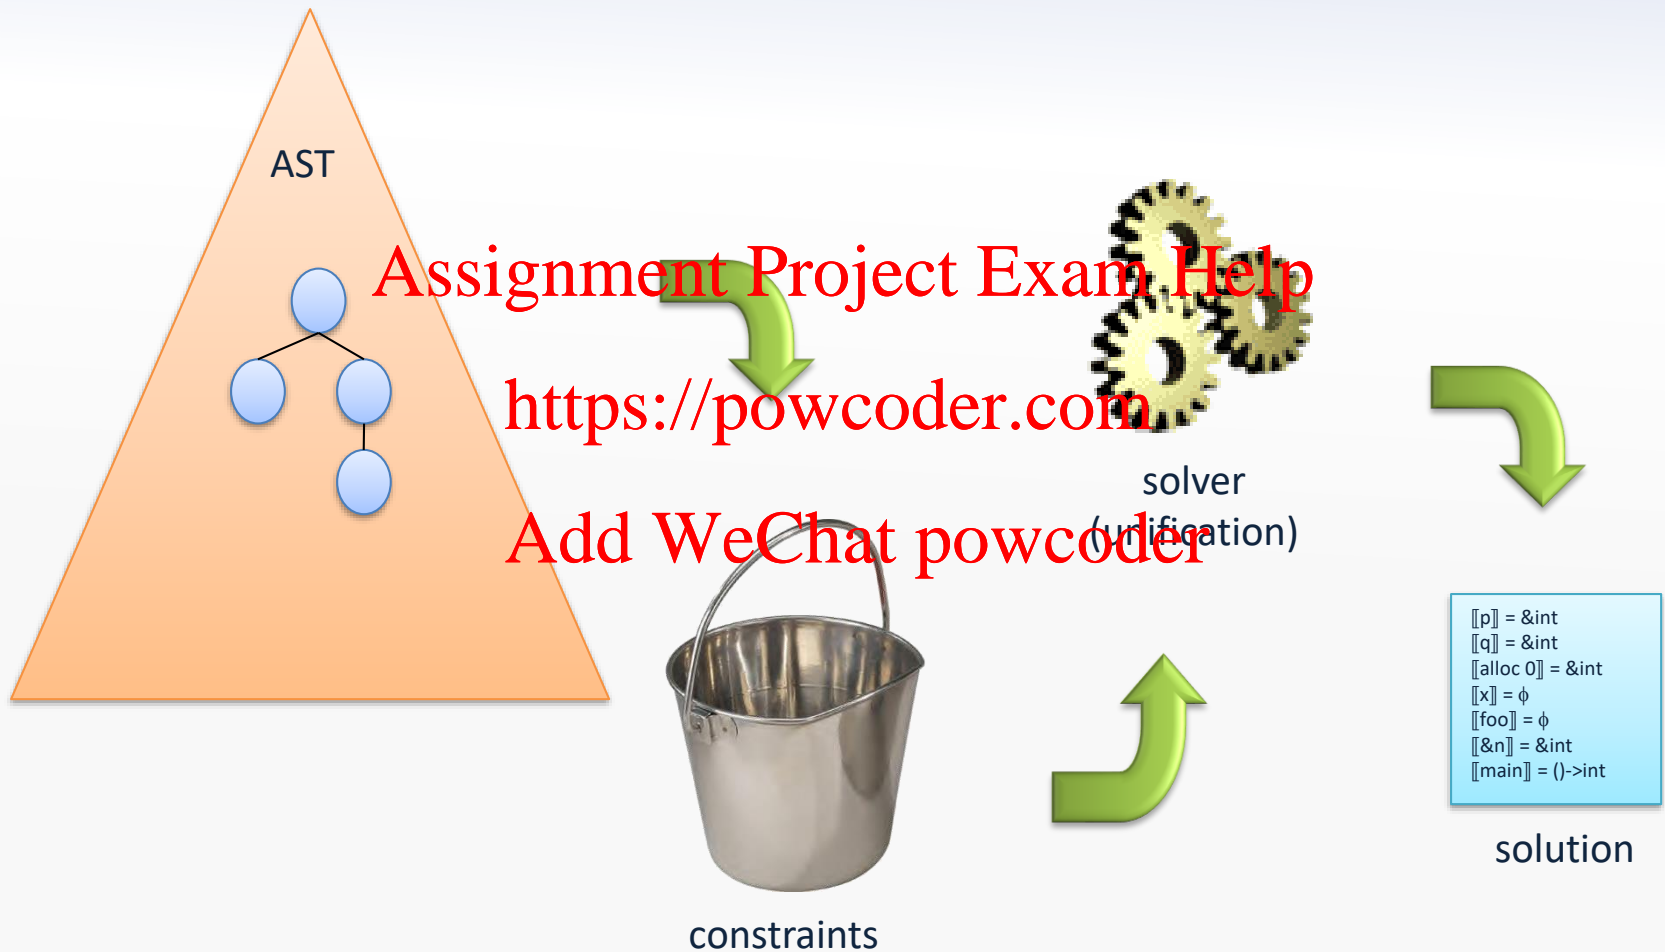 AST
Assignment Project Exam Help
https://powcoder.com
Add WeChat powcoder
solver
(unification)
⟦p⟧ = &int
⟦q⟧ = &int
⟦alloc 0⟧ = &int
⟦x⟧ = ϕ
⟦foo⟧ = ϕ
⟦&n⟧ = &int
⟦main⟧ = ()->int
solution
constraints